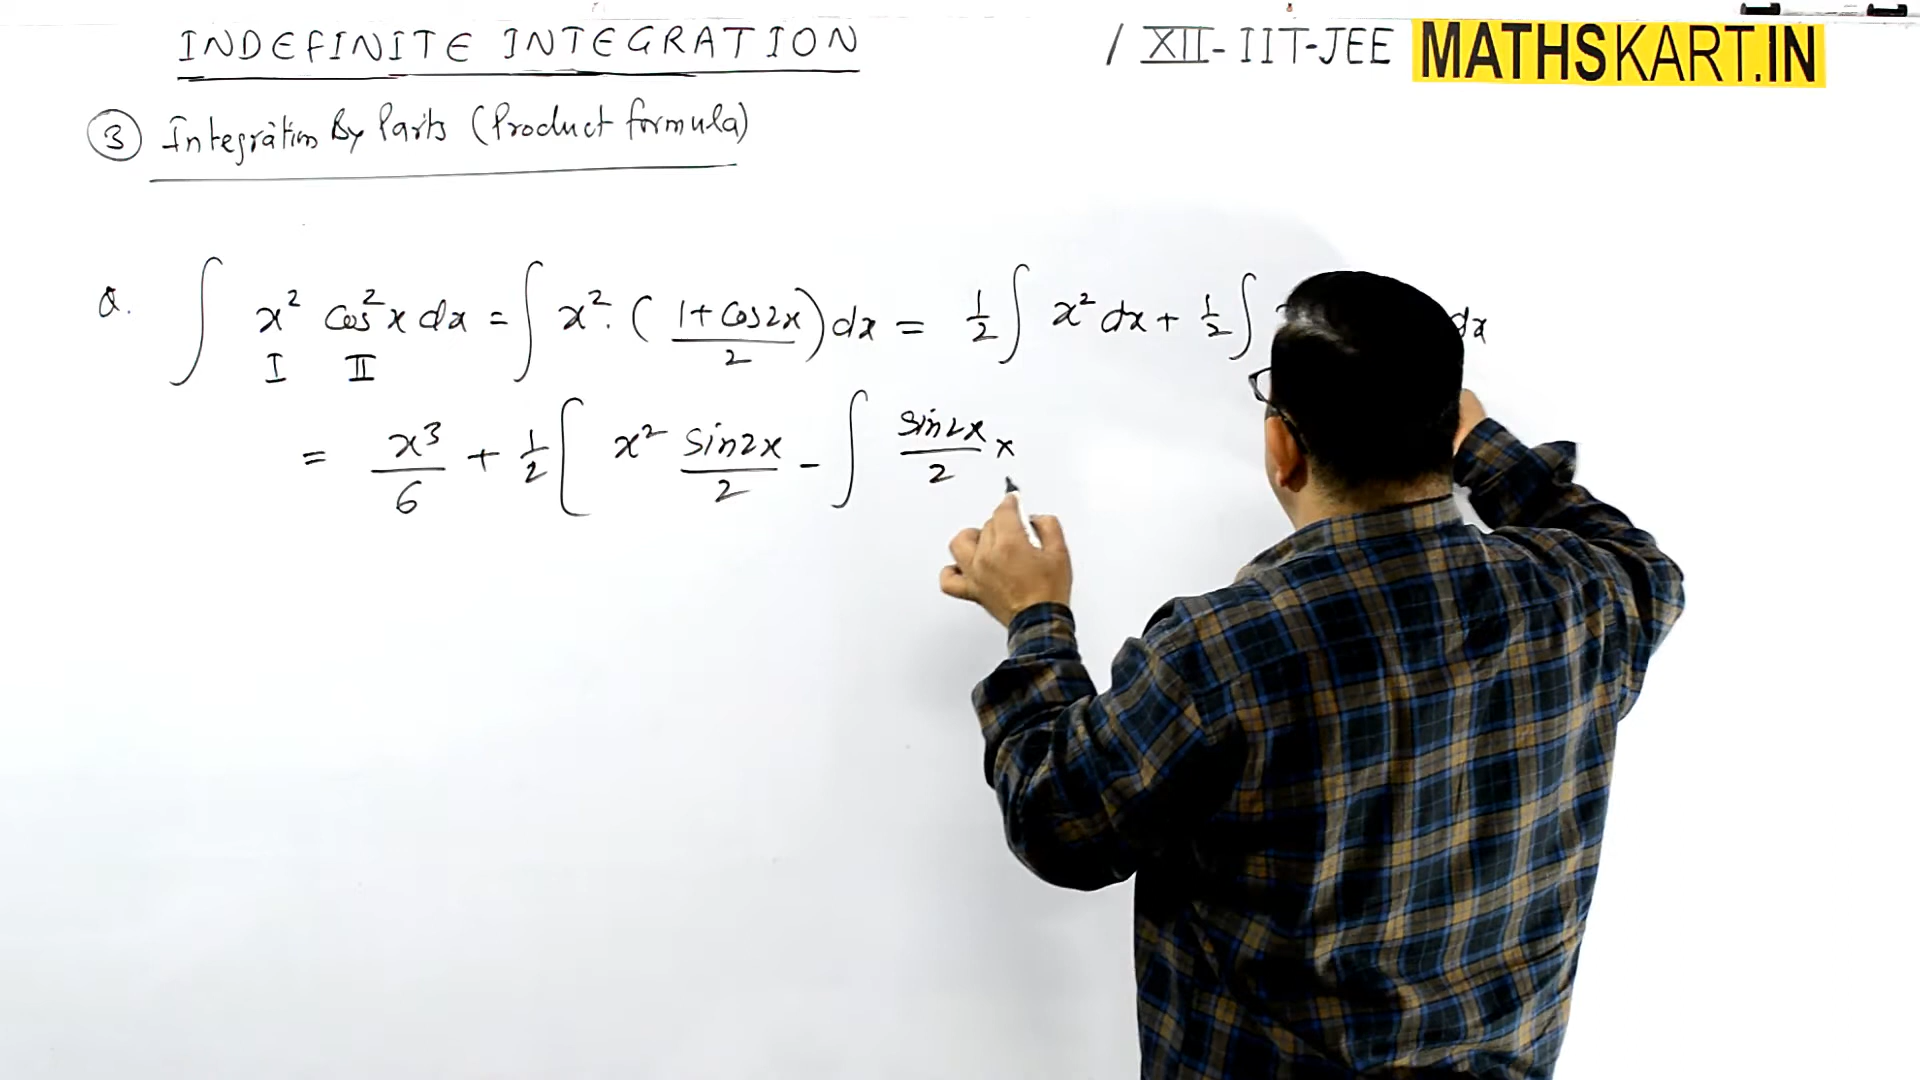 INDEFINITE INTEGRATION / XII-IIT-JEE MATHSKART.IN
3 Integration By Parts (Product formula)
Q. ∫ x² cos²x dx = ∫ x². (1+cos2x / 2) dx = 1/2 ∫ x² dx + 1/2 ∫ dx
I II
= x³/6 + 1/2 [ x² sin2x/2 - ∫ sin2x/2 x